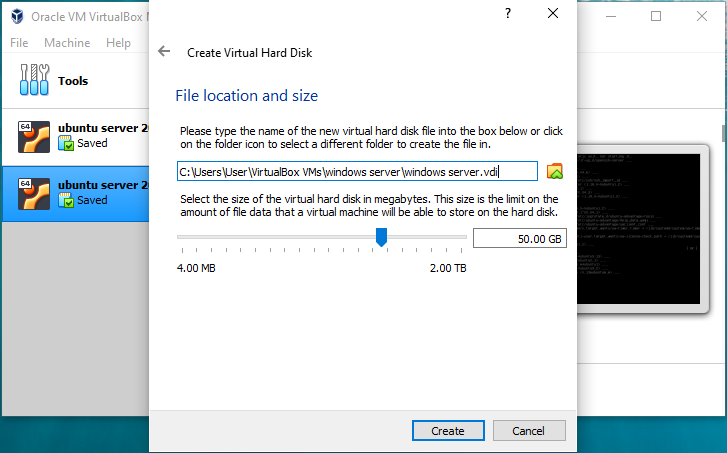 Oracle VM VirtualBox
File Machine Help
Tools
64
ubuntu server
Saved
64
ubuntu server
Saved
?
Create Virtual Hard Disk
File location and size
Please type the name of the new virtual hard disk file into the box below or click
on the folder icon to select a different folder to create the file in.
C:\Users\User\VirtualBox VMs\windows server\windows server.vdi
Select the size of the virtual hard disk in megabytes. This size is the limit on the
amount of file data that a virtual machine will be able to store on the hard disk.
50.00 GB
4.00 MB
2.00 TB
Create
Cancel